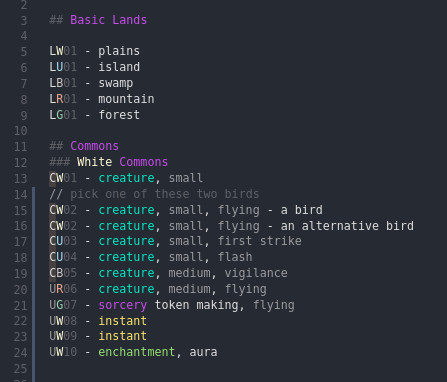 2
3 ## Basic Lands
4
5 LW01 - plains
6 LU01 - island
7 LB01 - swamp
8 LR01 - mountain
9 LG01 - forest
10
11 ## Commons
12 ### White Commons
13 CW01 - creature, small
14 // pick one of these two birds
15 CW02 - creature, small, flying - a bird
16 CW02 - creature, small, flying - an alternative bird
17 CU03 - creature, small, first strike
18 CU04 - creature, small, flash
19 CB05 - creature, medium, vigilance
20 UR06 - creature, medium, flying
21 UG07 - sorcery token making, flying
22 UW08 - instant
23 UW09 - instant
24 UW10 - enchantment, aura
25